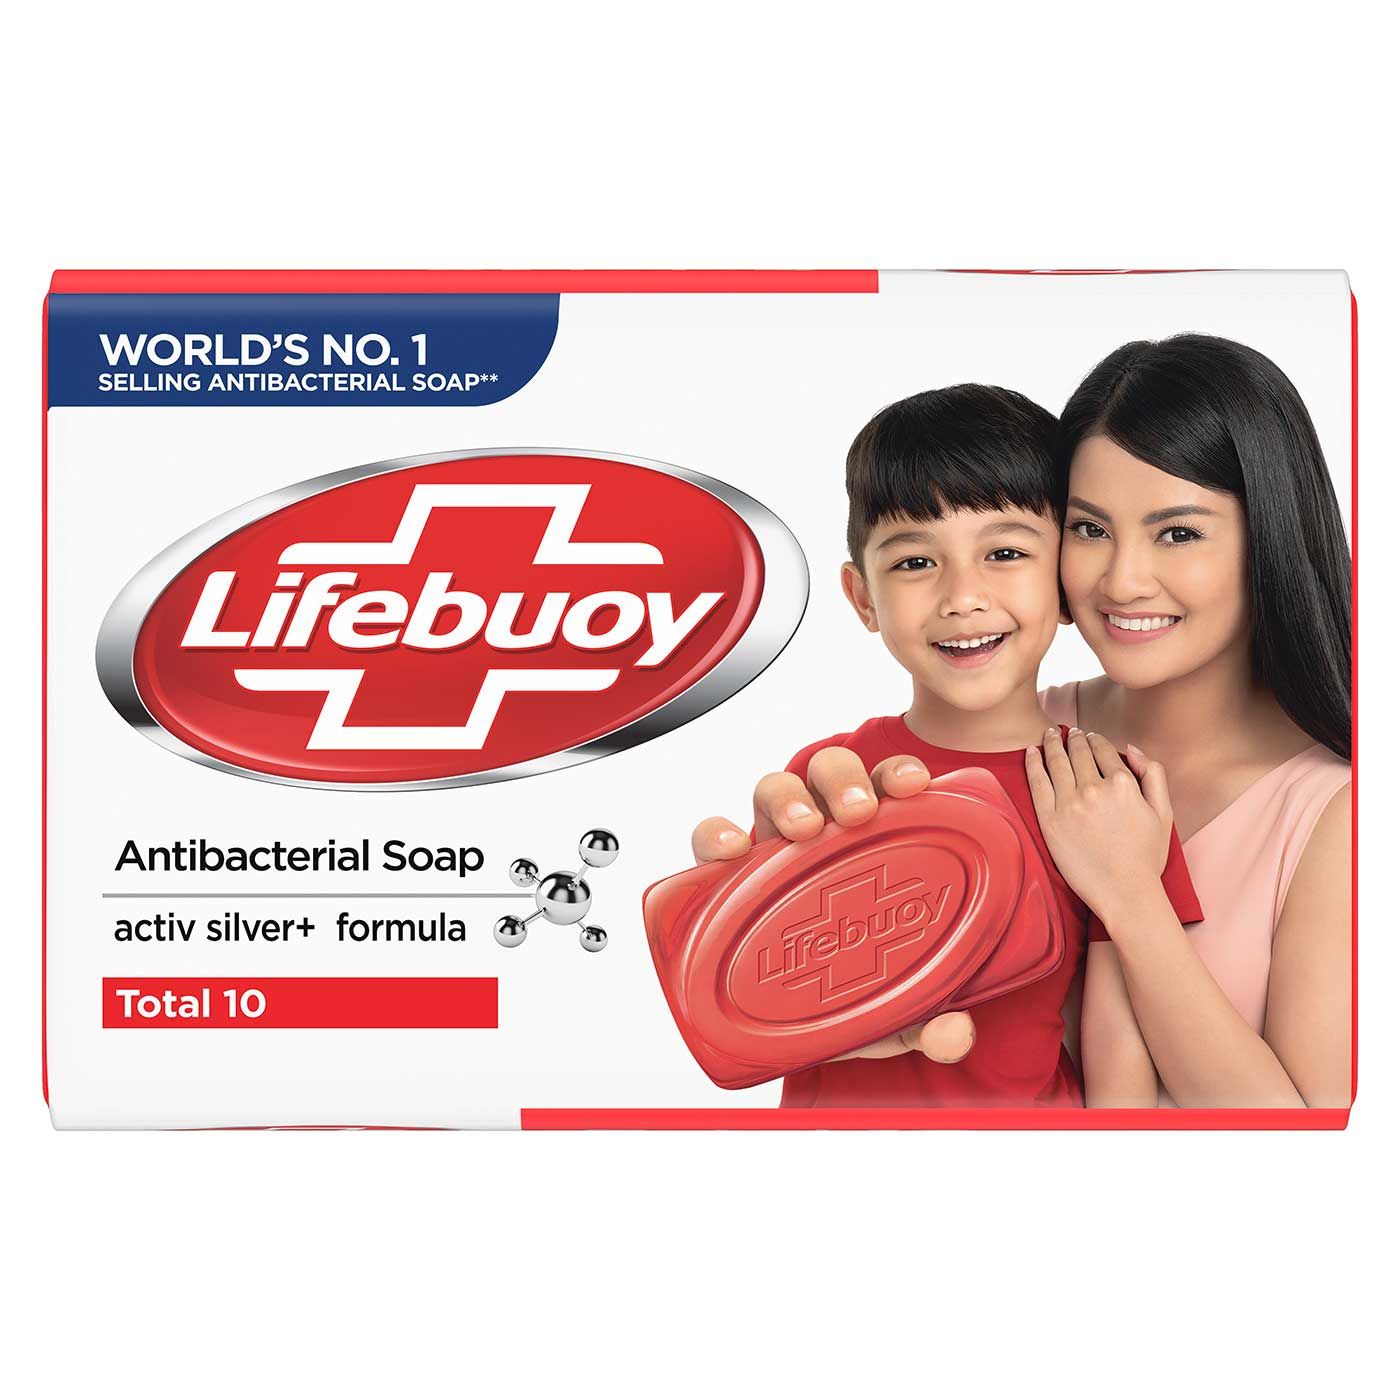 WORLD'S NO. 1
SELLING ANTIBACTERIAL SOAP**
Lifebuoy
Antibacterial Soap
activ silver+ formula
Total 10
Lifebuoy